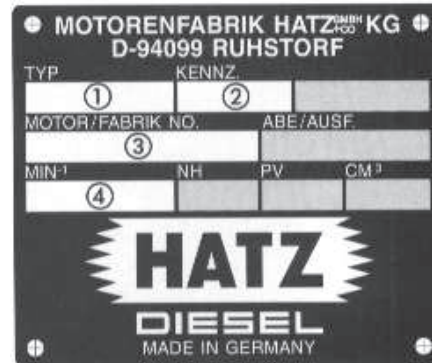 MOTORENFABRIK HATZ GMBH +CO KG
D-94099 RUHSTORF
TYP KENNZ.
① ②
MOTOR/FABRIK NO. ABE/AUSF.
③
MIN-¹ NH PV CM³
④
HATZ
DIESEL
MADE IN GERMANY